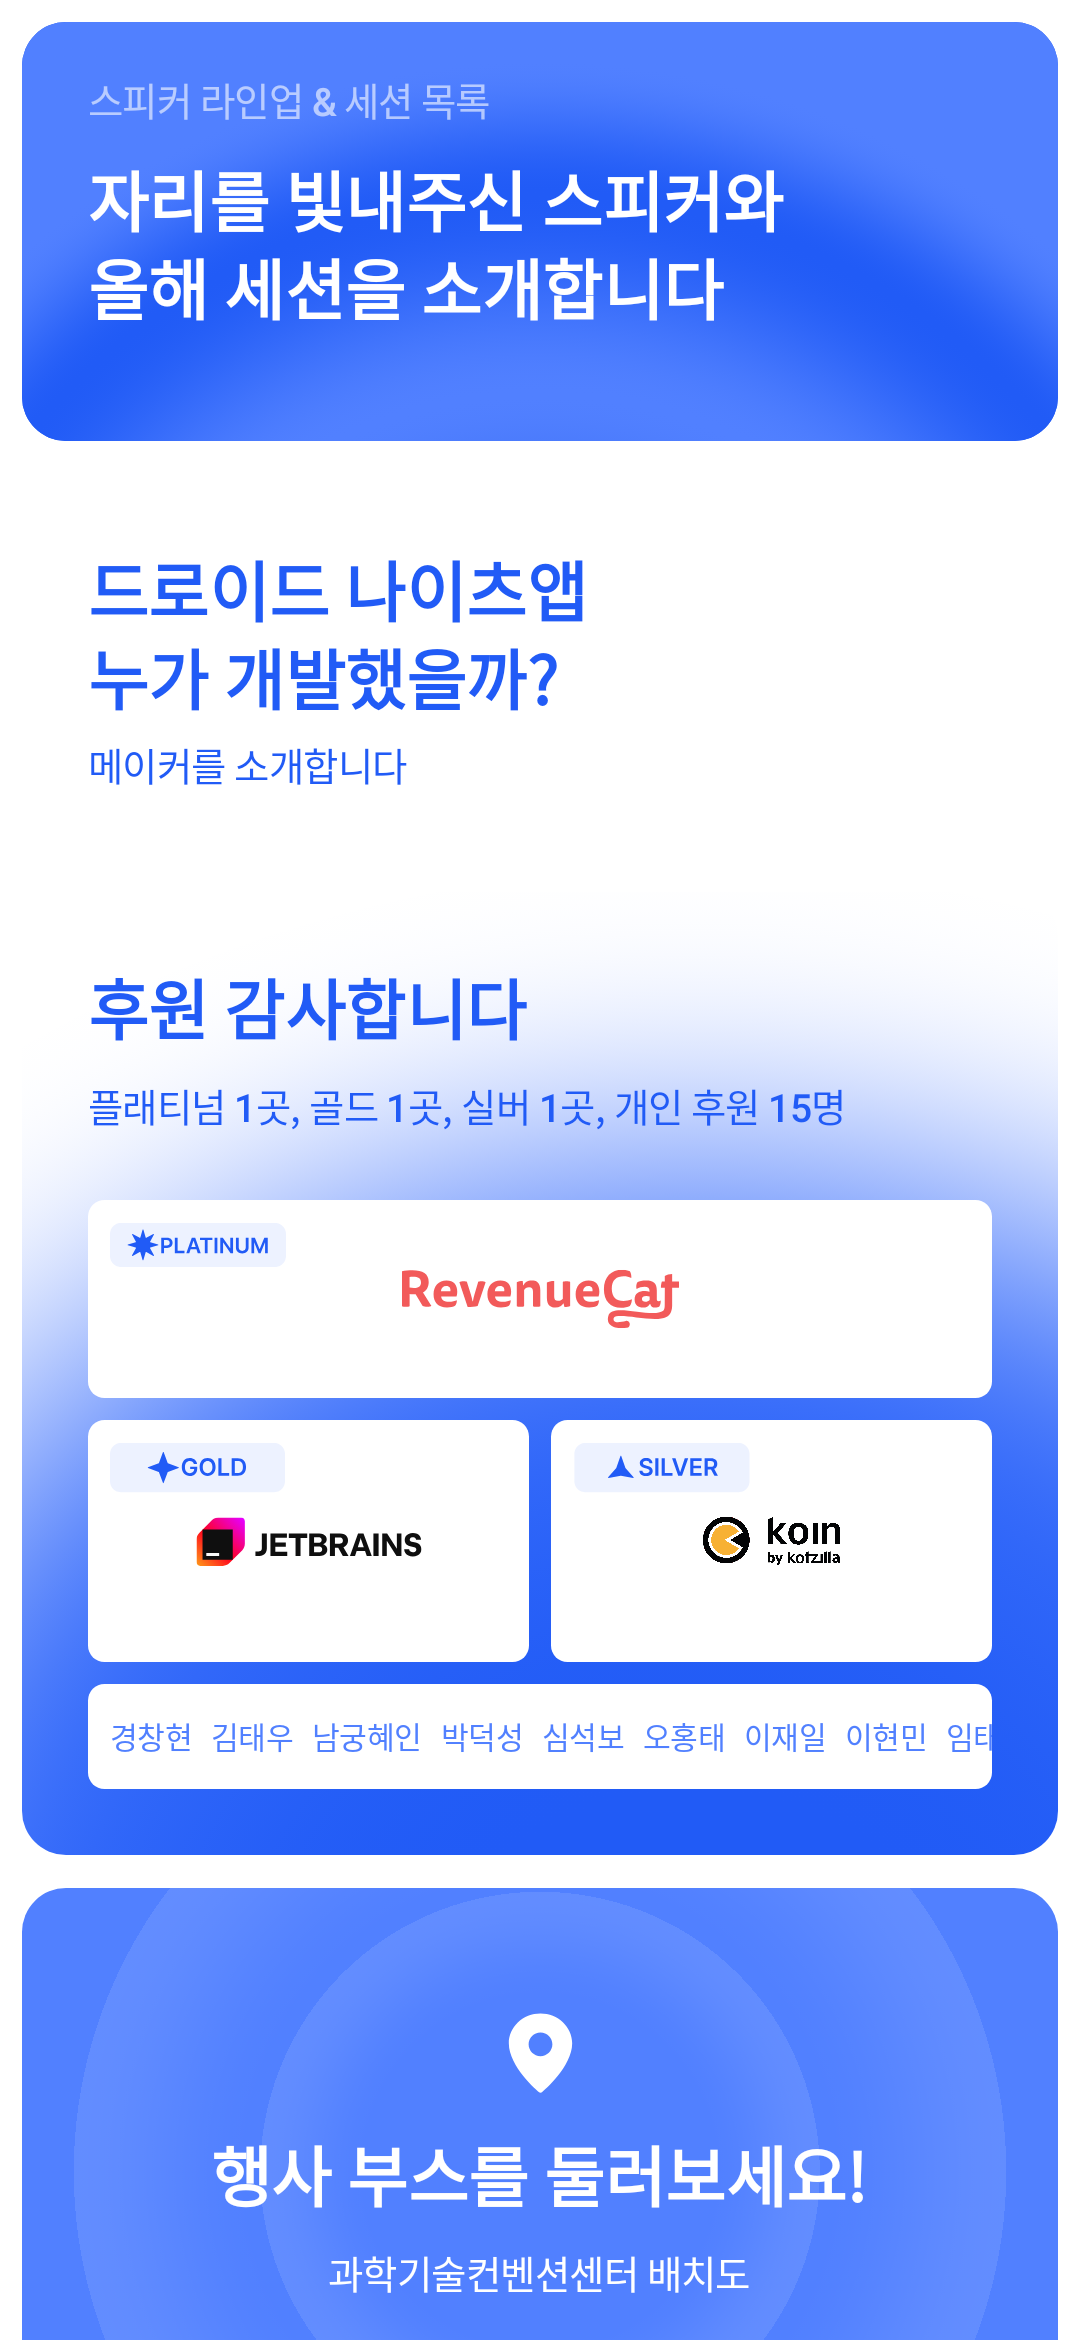 스피커 라인업 & 세션 목록
자리를 빛내주신 스피커와
올해 세션을 소개합니다
드로이드 나이츠앱
누가 개발했을까?
메이커를 소개합니다
후원 감사합니다
플래티넘 1곳, 골드 1곳, 실버 1곳, 개인 후원 15명
PLATINUM
RevenueCat
GOLD
JETBRAINS
SILVER
koin
by kotzilla
경창현 김태우 남궁혜인 박덕성 심석보 오홍태 이재일 이현민
행사 부스를 둘러보세요!
과학기술컨벤션센터 배치도